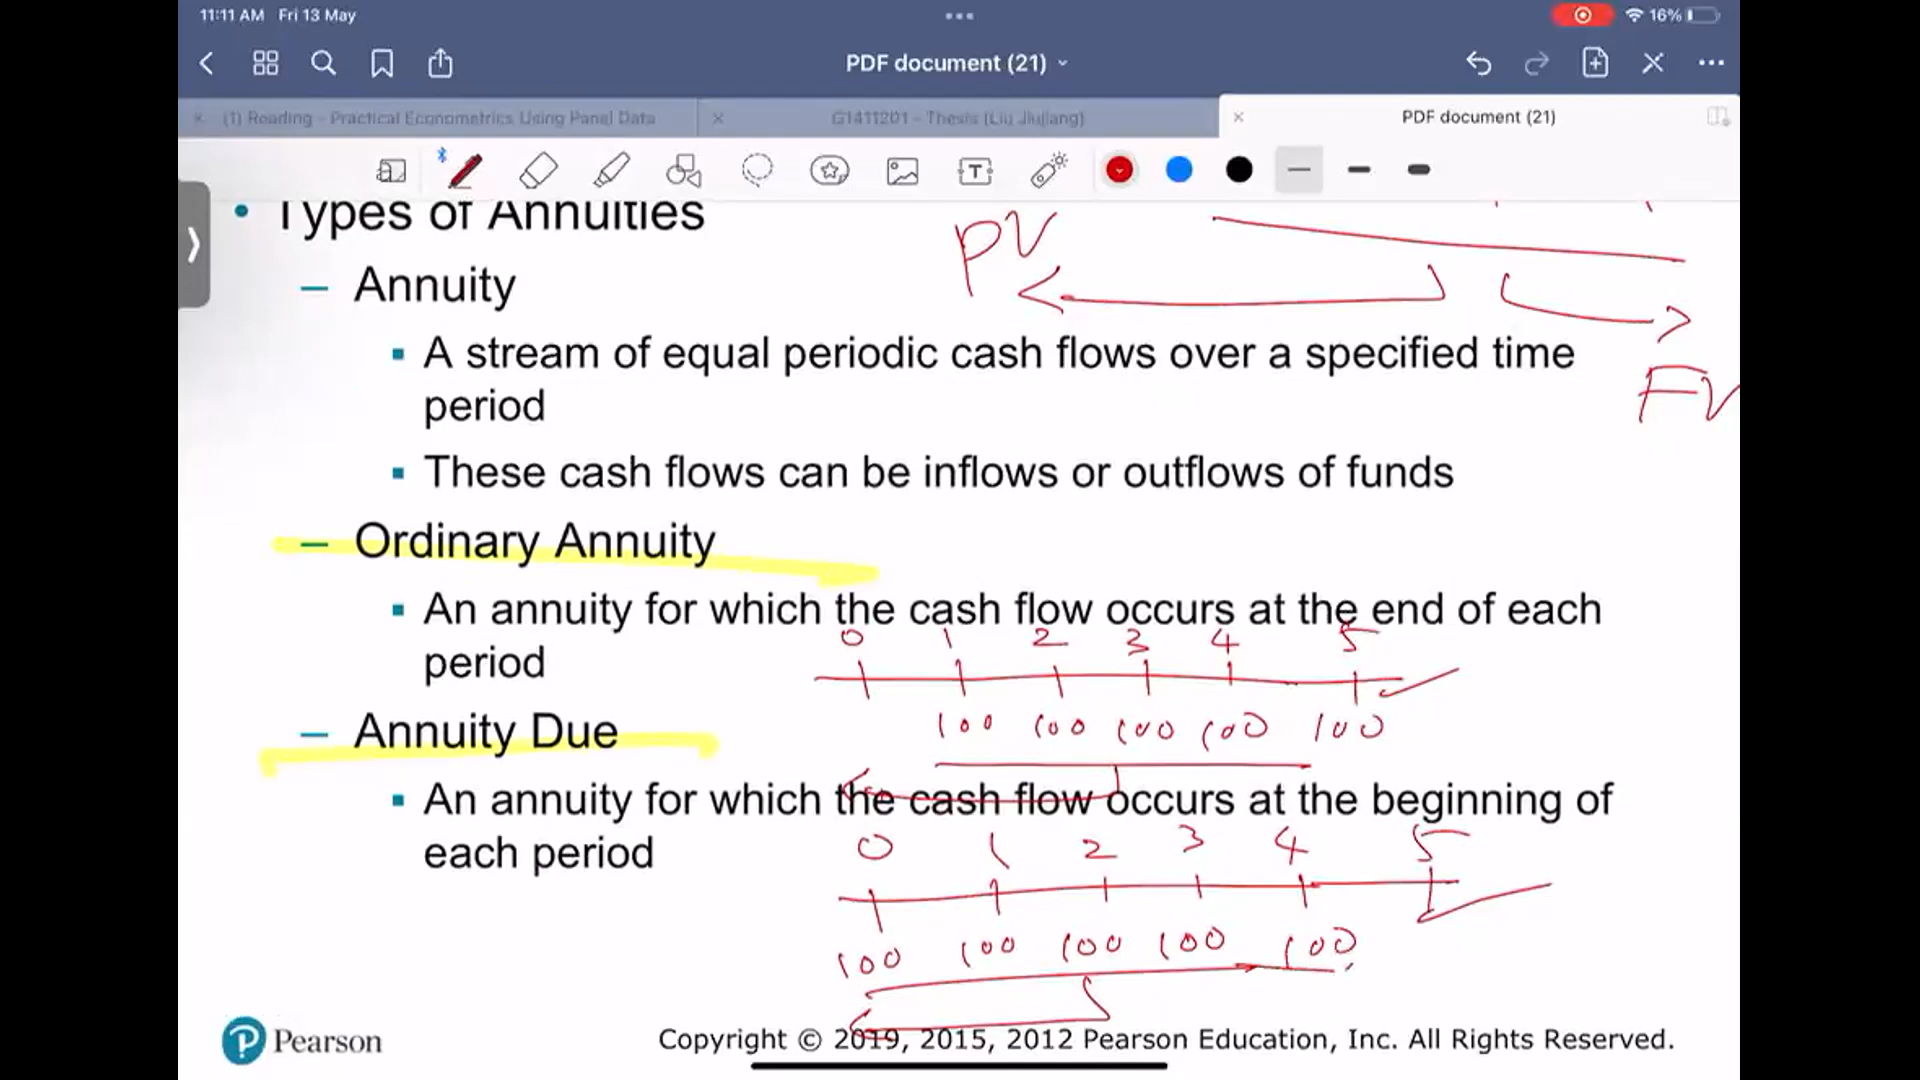 11:11 AM Fri 13 May
16%
PDF document (21)
(1) Reading - Practical Econometrics Using Panel Data
G1411201 - Thesis (Liu Jiujiang)
PDF document (21)
• Types of Annuities
PV
– Annuity
▪ A stream of equal periodic cash flows over a specified time
period
FV
▪ These cash flows can be inflows or outflows of funds
– Ordinary Annuity
▪ An annuity for which the cash flow occurs at the end of each
period
0 1 2 3 4 5
100 100 100 100 100
– Annuity Due
▪ An annuity for which the cash flow occurs at the beginning of
each period
0 1 2 3 4 5
100 100 100 100 100
Pearson
Copyright © 2019, 2015, 2012 Pearson Education, Inc. All Rights Reserved.